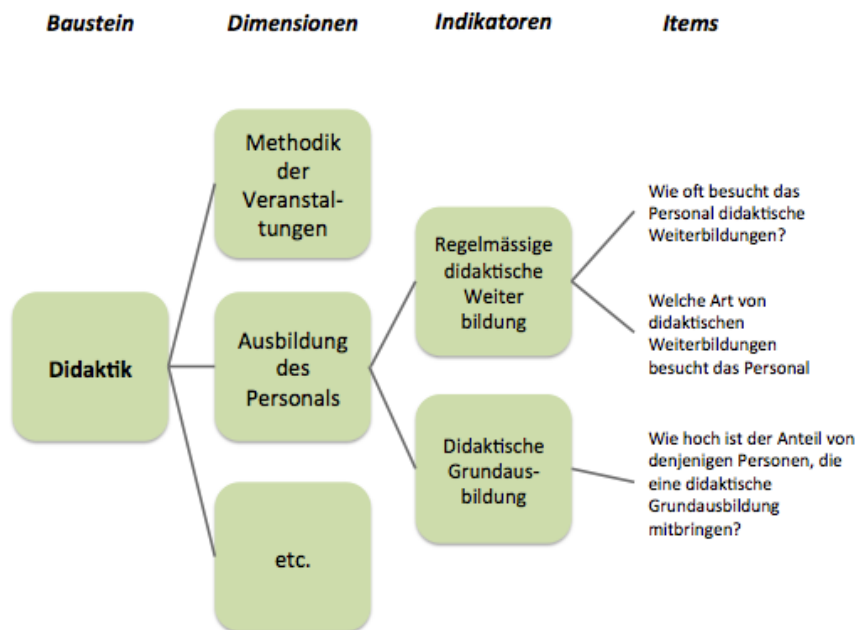 Baustein Dimensionen Indikatoren Items
Methodik
der
Veranstal-
tungen
Wie oft besucht das
Personal didaktische
Weiterbildungen?
Regelmässige
didaktische
Weiter
bildung
Welche Art von
didaktischen
Weiterbildungen
besucht das Personal
Didaktik
Ausbildung
des
Personals
Didaktische
Grundaus-
bildung
Wie hoch ist der Anteil von
denjenigen Personen, die
eine didaktische
Grundausbildung
mitbringen?
etc.